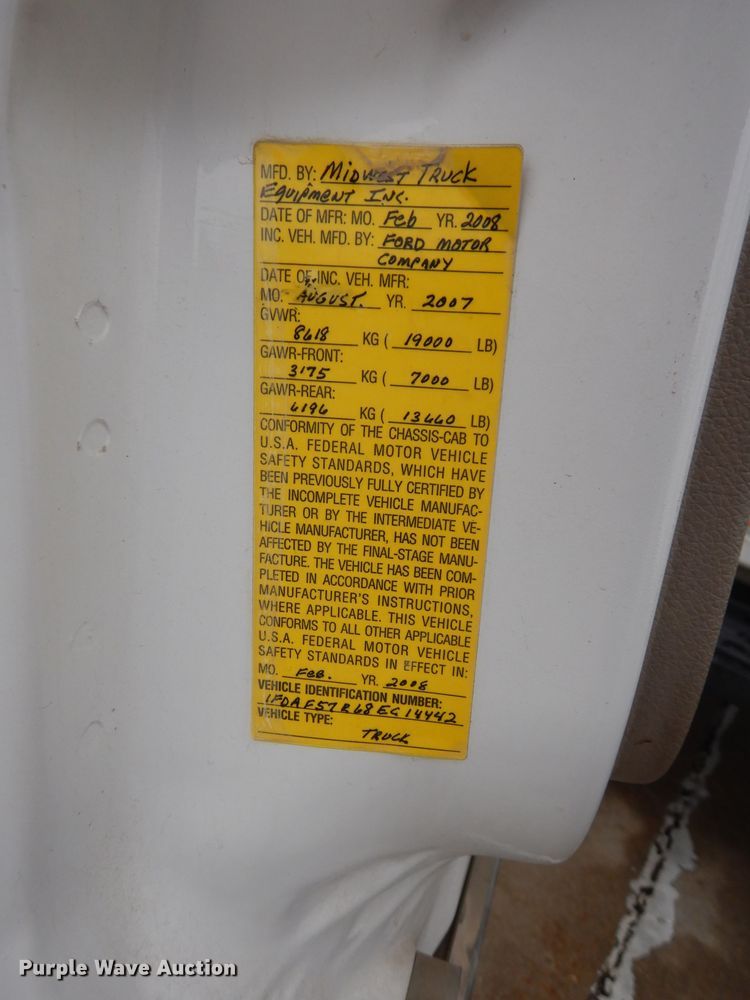 MFD. BY: MIDWEST TRUCK
EQUIPMENT INC.
DATE OF MFR: MO. Feb YR. 2008
INC. VEH. MFD. BY: FORD MOTOR
COMPANY
DATE OF INC. VEH. MFR:
MO. AUGUST. YR. 2007
GVWR:
8618 KG ( 19000 LB)
GAWR-FRONT:
3175 KG ( 7000 LB)
GAWR-REAR:
6196 KG ( 13660 LB)
CONFORMITY OF THE CHASSIS-CAB TO
U.S.A. FEDERAL MOTOR VEHICLE
SAFETY STANDARDS, WHICH HAVE
BEEN PREVIOUSLY FULLY CERTIFIED BY
THE INCOMPLETE VEHICLE MANUFAC-
TURER OR BY THE INTERMEDIATE VE-
HICLE MANUFACTURER, HAS NOT BEEN
AFFECTED BY THE FINAL-STAGE MANU-
FACTURE. THE VEHICLE HAS BEEN COM-
PLETED IN ACCORDANCE WITH PRIOR
MANUFACTURER'S INSTRUCTIONS,
WHERE APPLICABLE. THIS VEHICLE
CONFORMS TO ALL OTHER APPLICABLE
U.S.A. FEDERAL MOTOR VEHICLE
SAFETY STANDARDS IN EFFECT IN:
MO. Feb. YR. 2008
VEHICLE IDENTIFICATION NUMBER:
1FDAF57R68EC14442
VEHICLE TYPE:
TRUCK
Purple Wave Auction